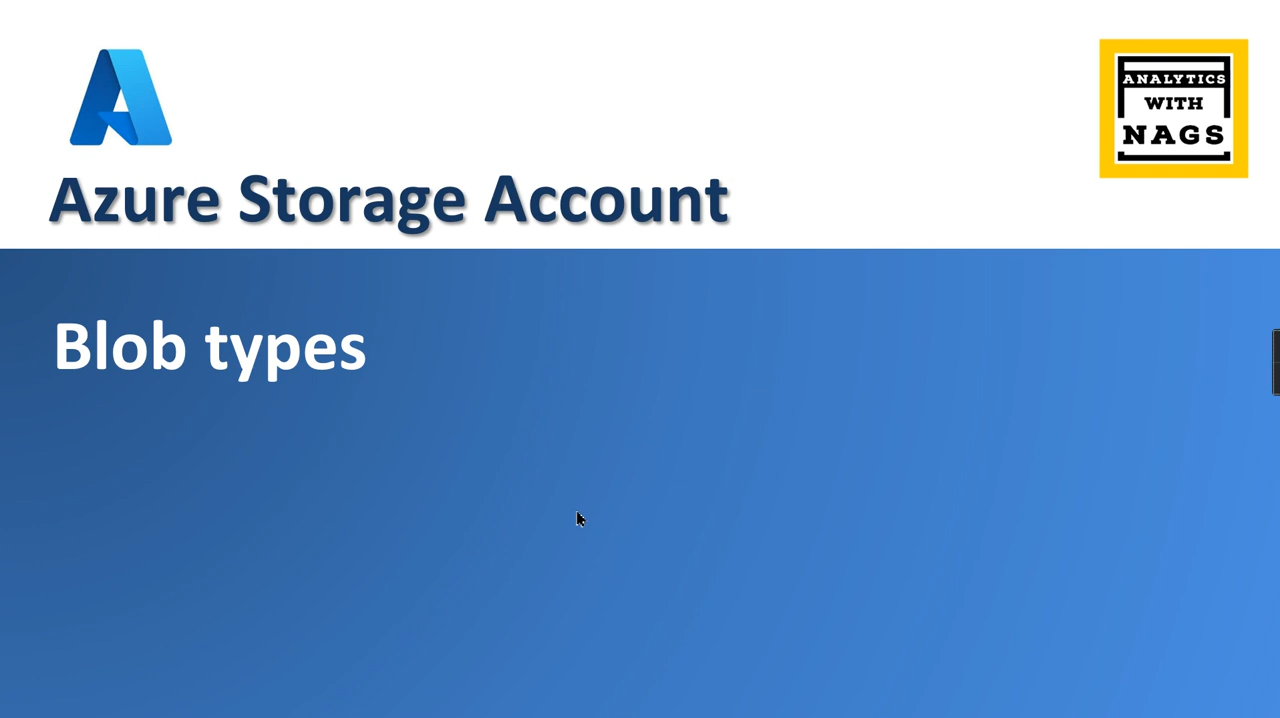 ANALYTICS
WITH
NAGS
Azure Storage Account
Blob types